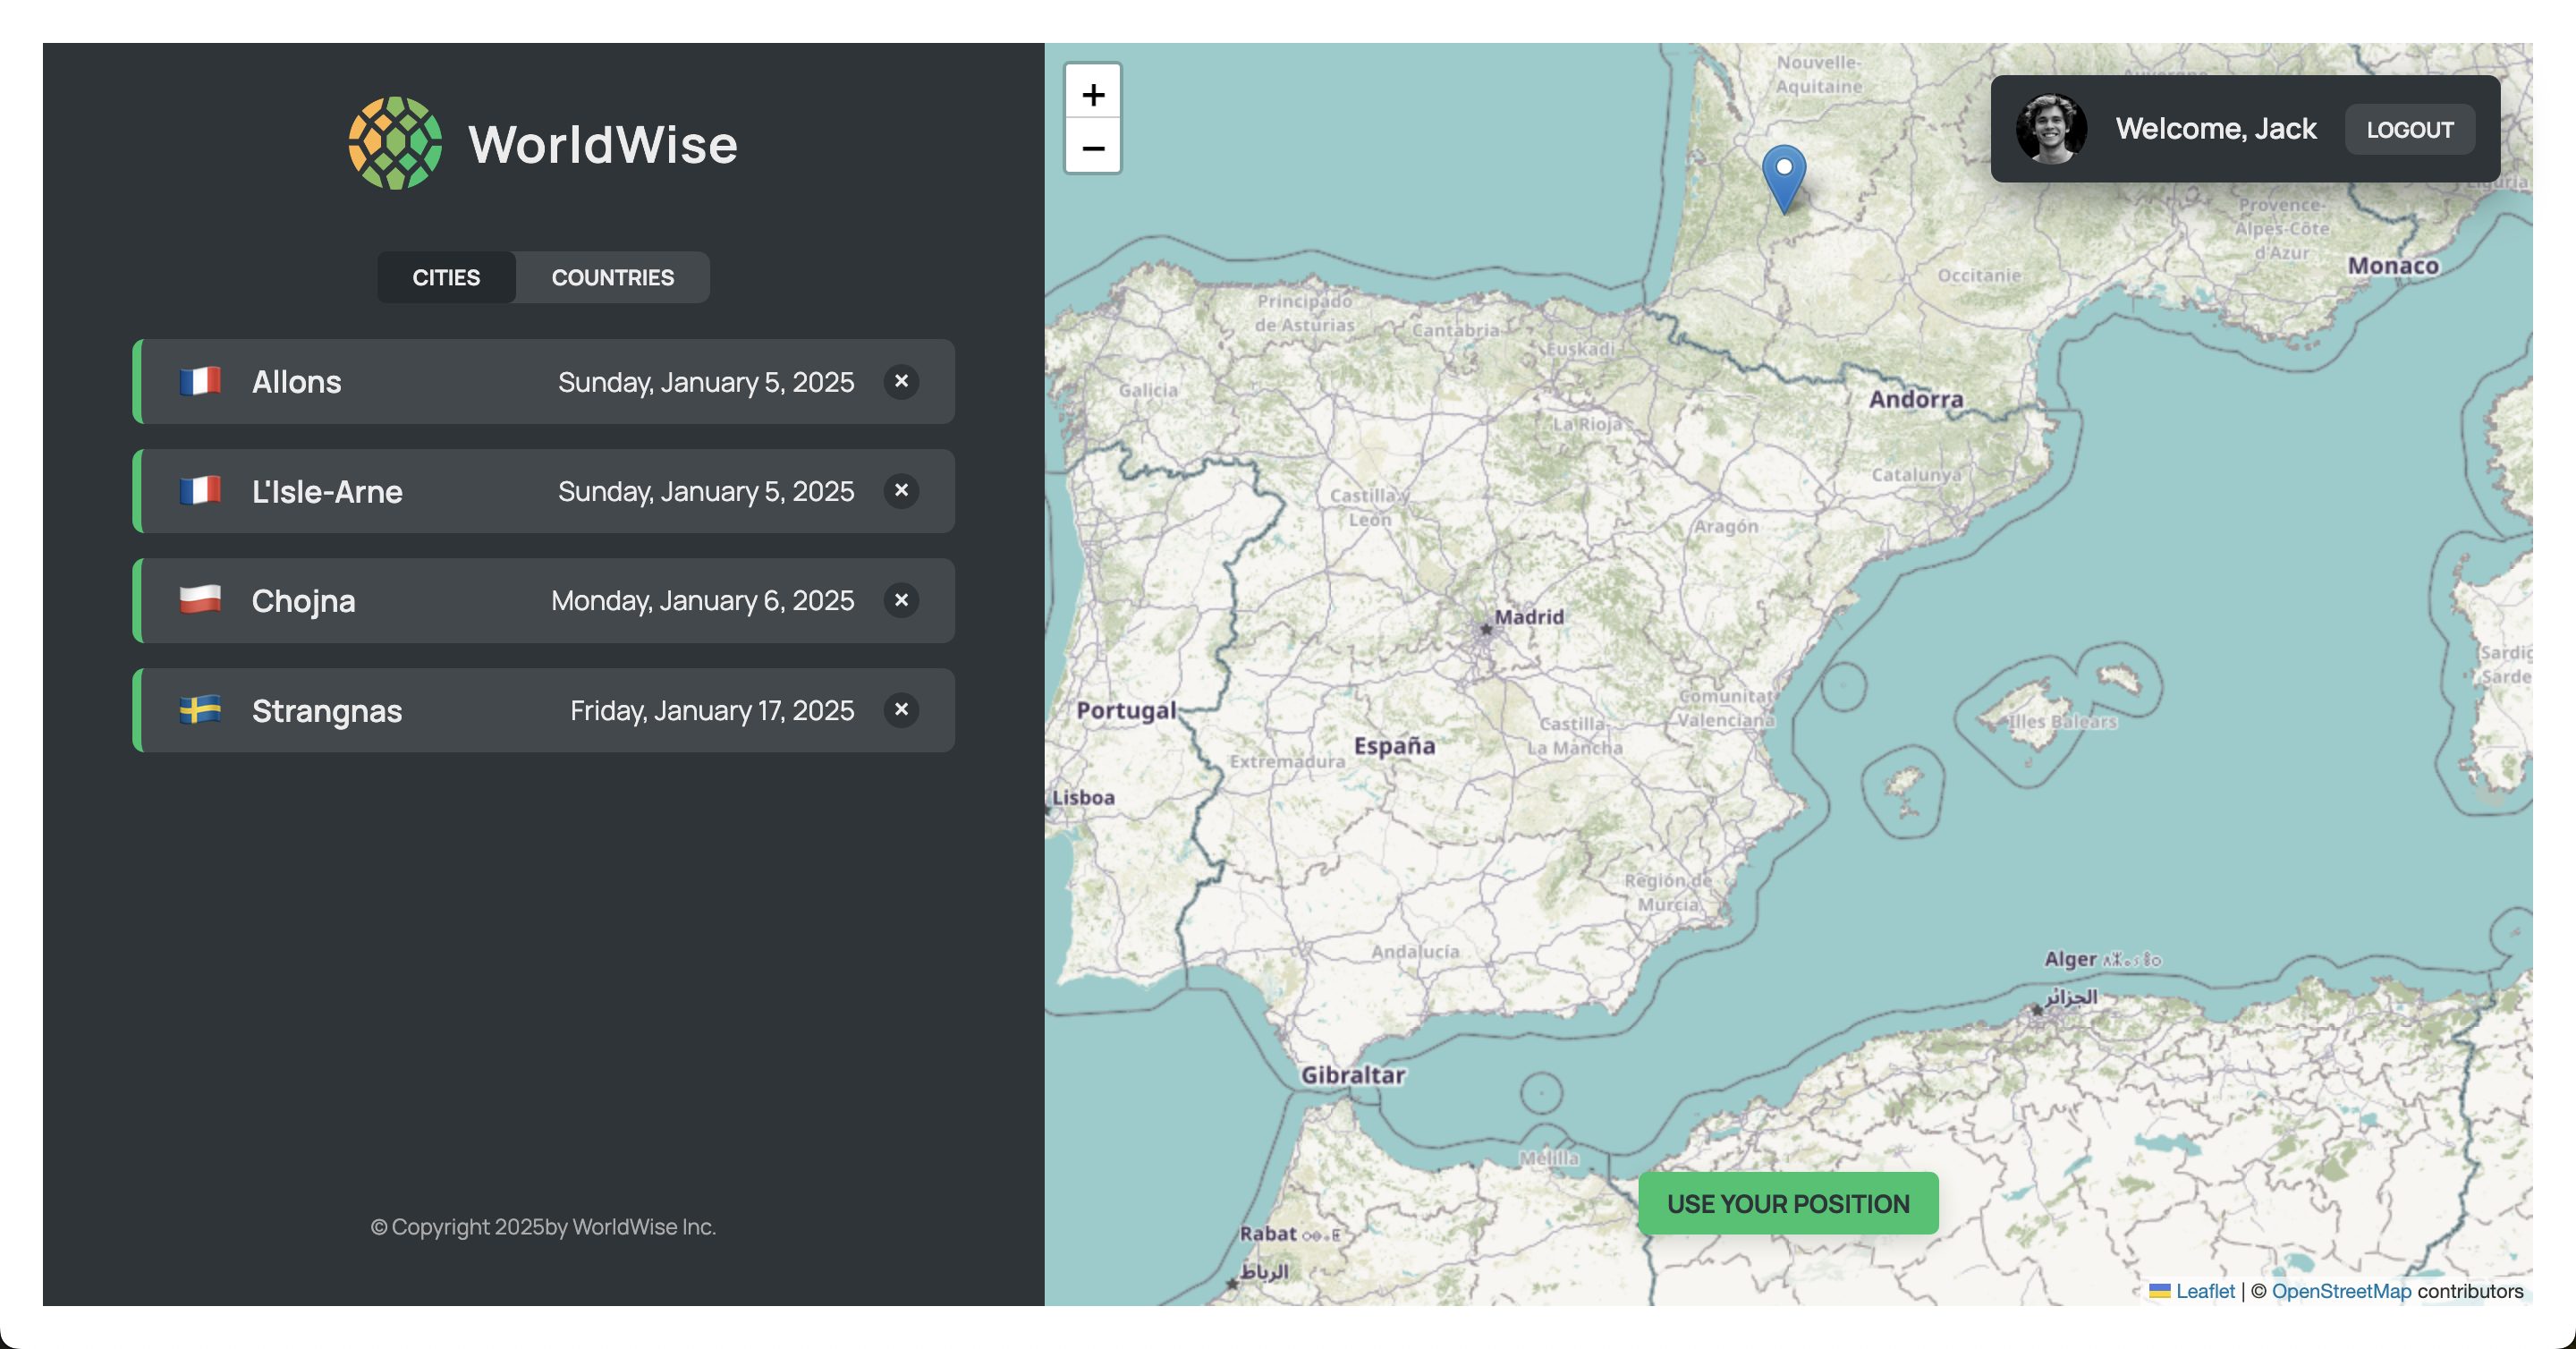 WorldWise
CITIES
COUNTRIES
Allons
Sunday, January 5, 2025
L'Isle-Arne
Sunday, January 5, 2025
Chojna
Monday, January 6, 2025
Strangnas
Friday, January 17, 2025
© Copyright 2025by WorldWise Inc.
+
−
Welcome, Jack
LOGOUT
Nouvelle-
Aquitaine
Provence-
Alpes-Côte
d'Azur
Monaco
Occitanie
Principado
de Asturias
Cantabria
Euskadi
Galicia
Andorra
La Rioja
Catalunya
Castilla y
León
Aragón
Madrid
Sardig
Sarde
Comunitat
Valenciana
Portugal
Illes Balears
Castilla-
La Mancha
España
Extremadura
Lisboa
Región de
Murcia
Andalucía
Alger
الجزائر
Gibraltar
Melilla
USE YOUR POSITION
Rabat
الرباط
Leaflet | © OpenStreetMap contributors